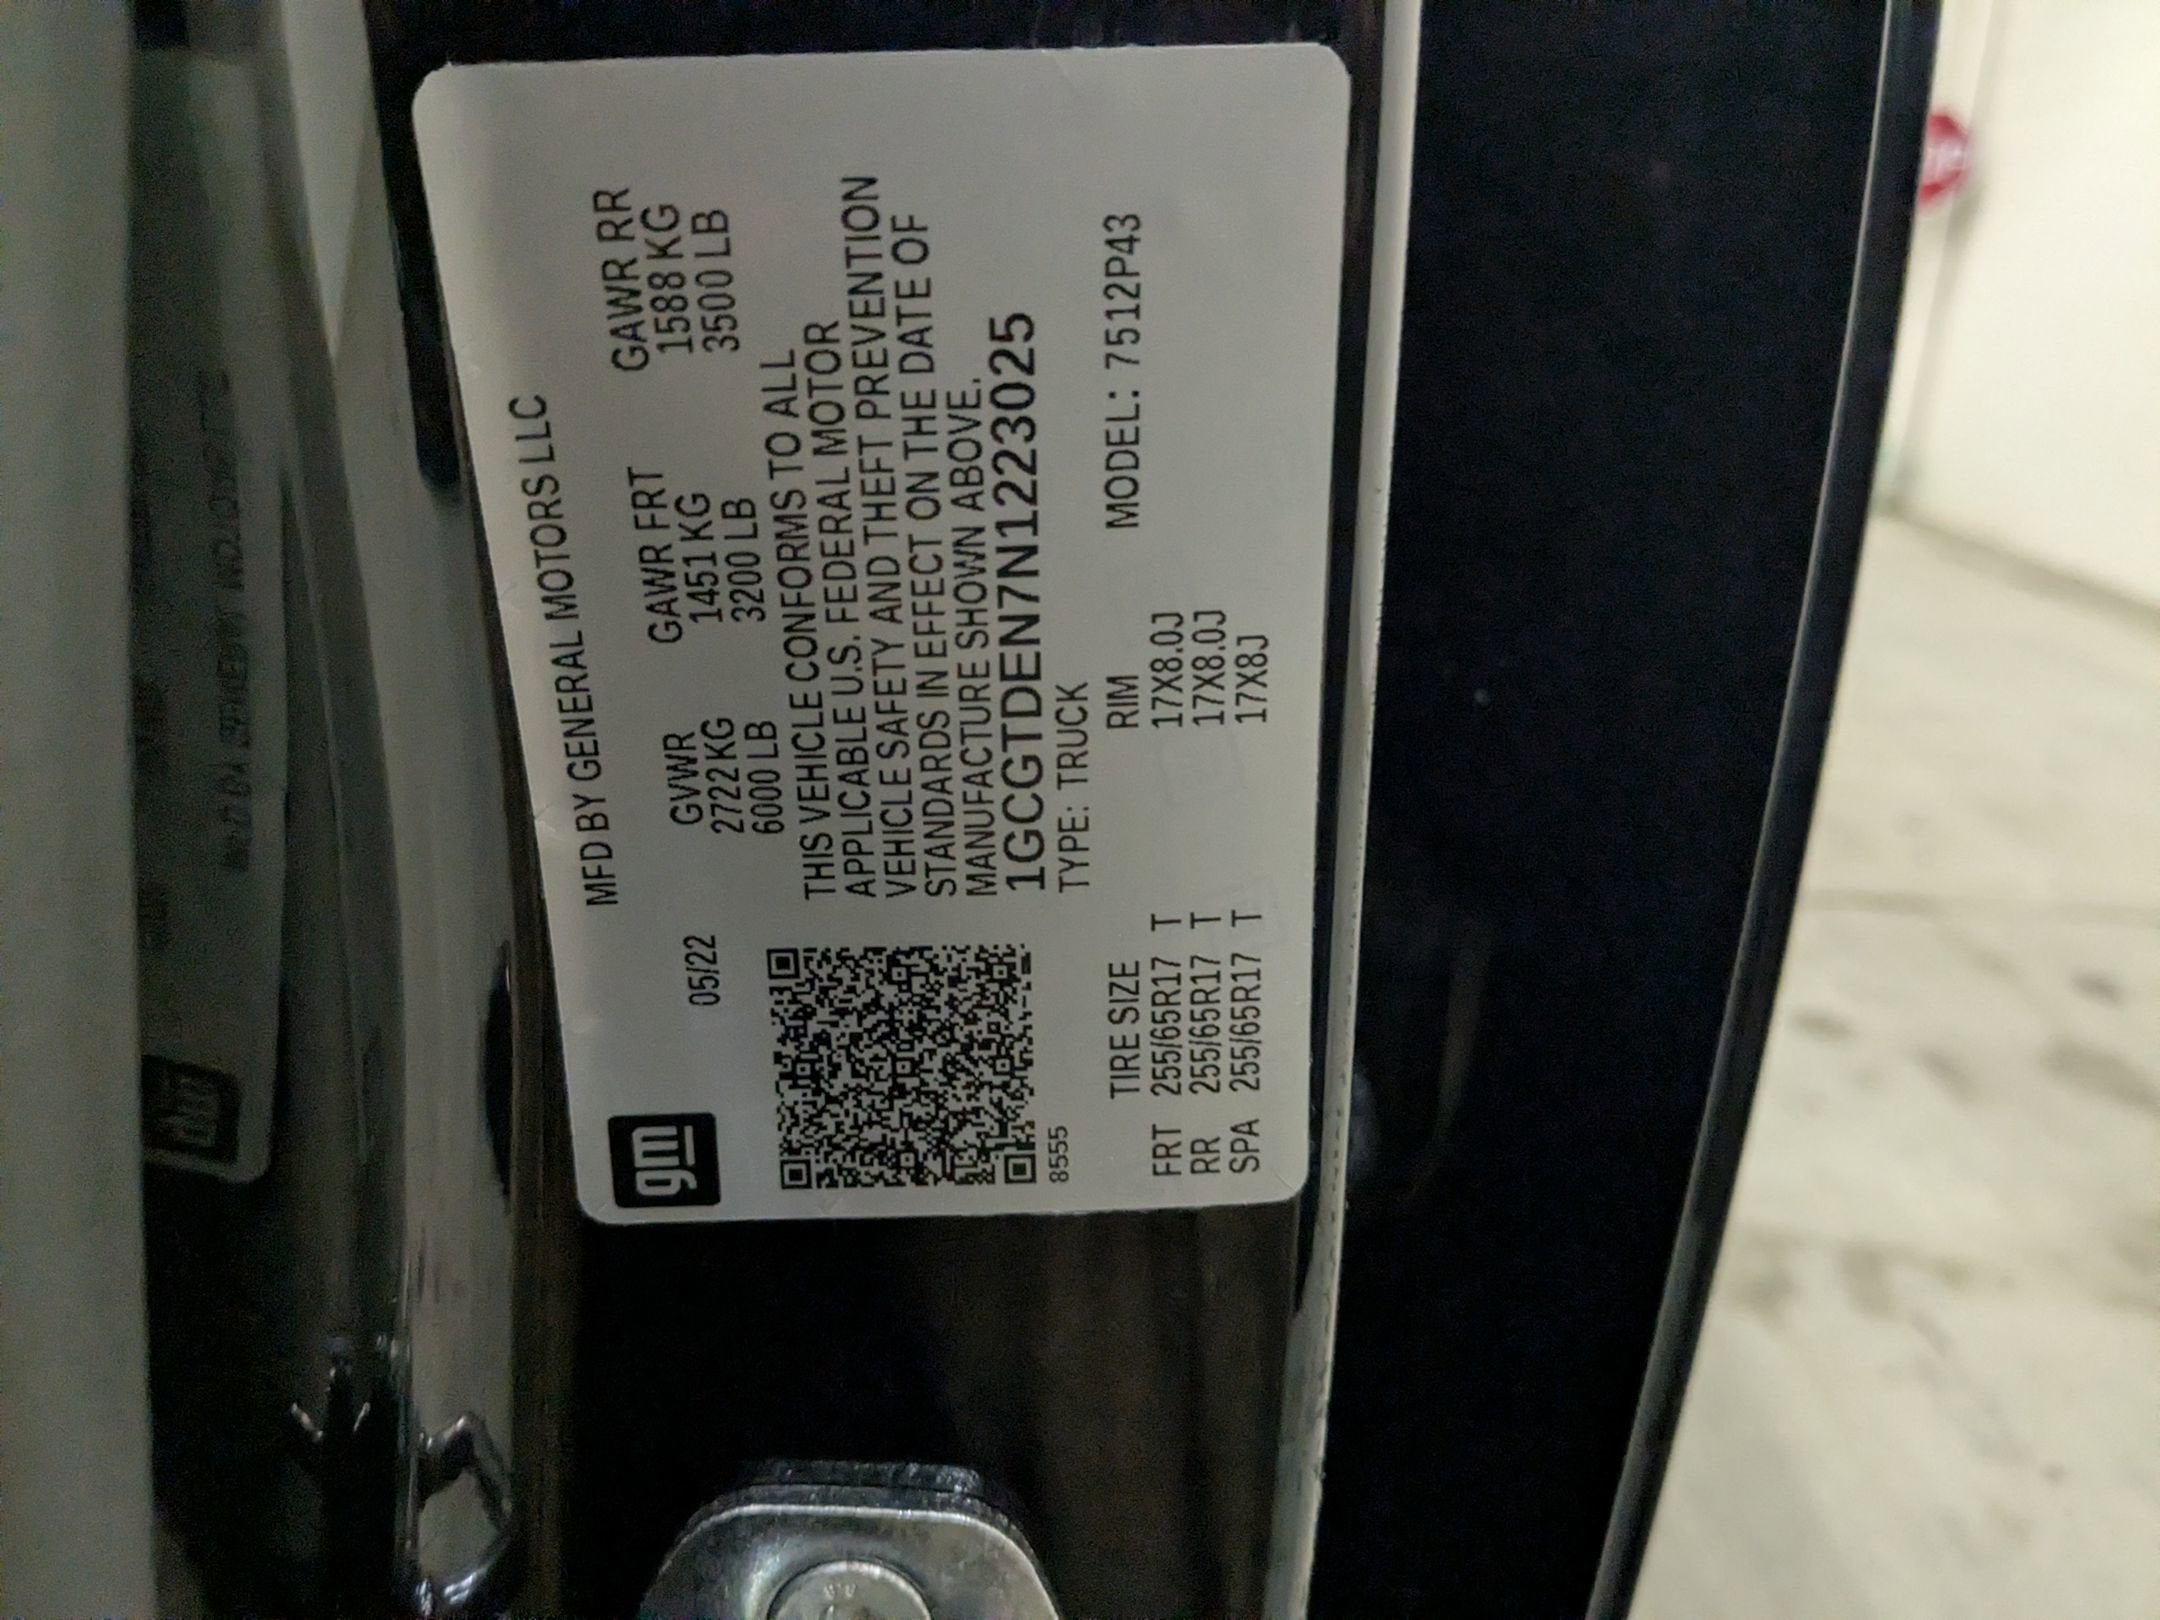 gm
MFD BY GENERAL MOTORS LLC
05/22
GVWR GAWR FRT GAWR RR
2722 KG 1451 KG 1588 KG
6000 LB 3200 LB 3500 LB
THIS VEHICLE CONFORMS TO ALL
APPLICABLE U.S. FEDERAL MOTOR
VEHICLE SAFETY AND THEFT PREVENTION
STANDARDS IN EFFECT ON THE DATE OF
MANUFACTURE SHOWN ABOVE.
1GCGTDEN7N1223025
8555 TYPE: TRUCK
TIRE SIZE RIM MODEL: 7512P43
FRT 255/65R17 T 17X8.0J
RR 255/65R17 T 17X8.0J
SPA 255/65R17 T 17X8J